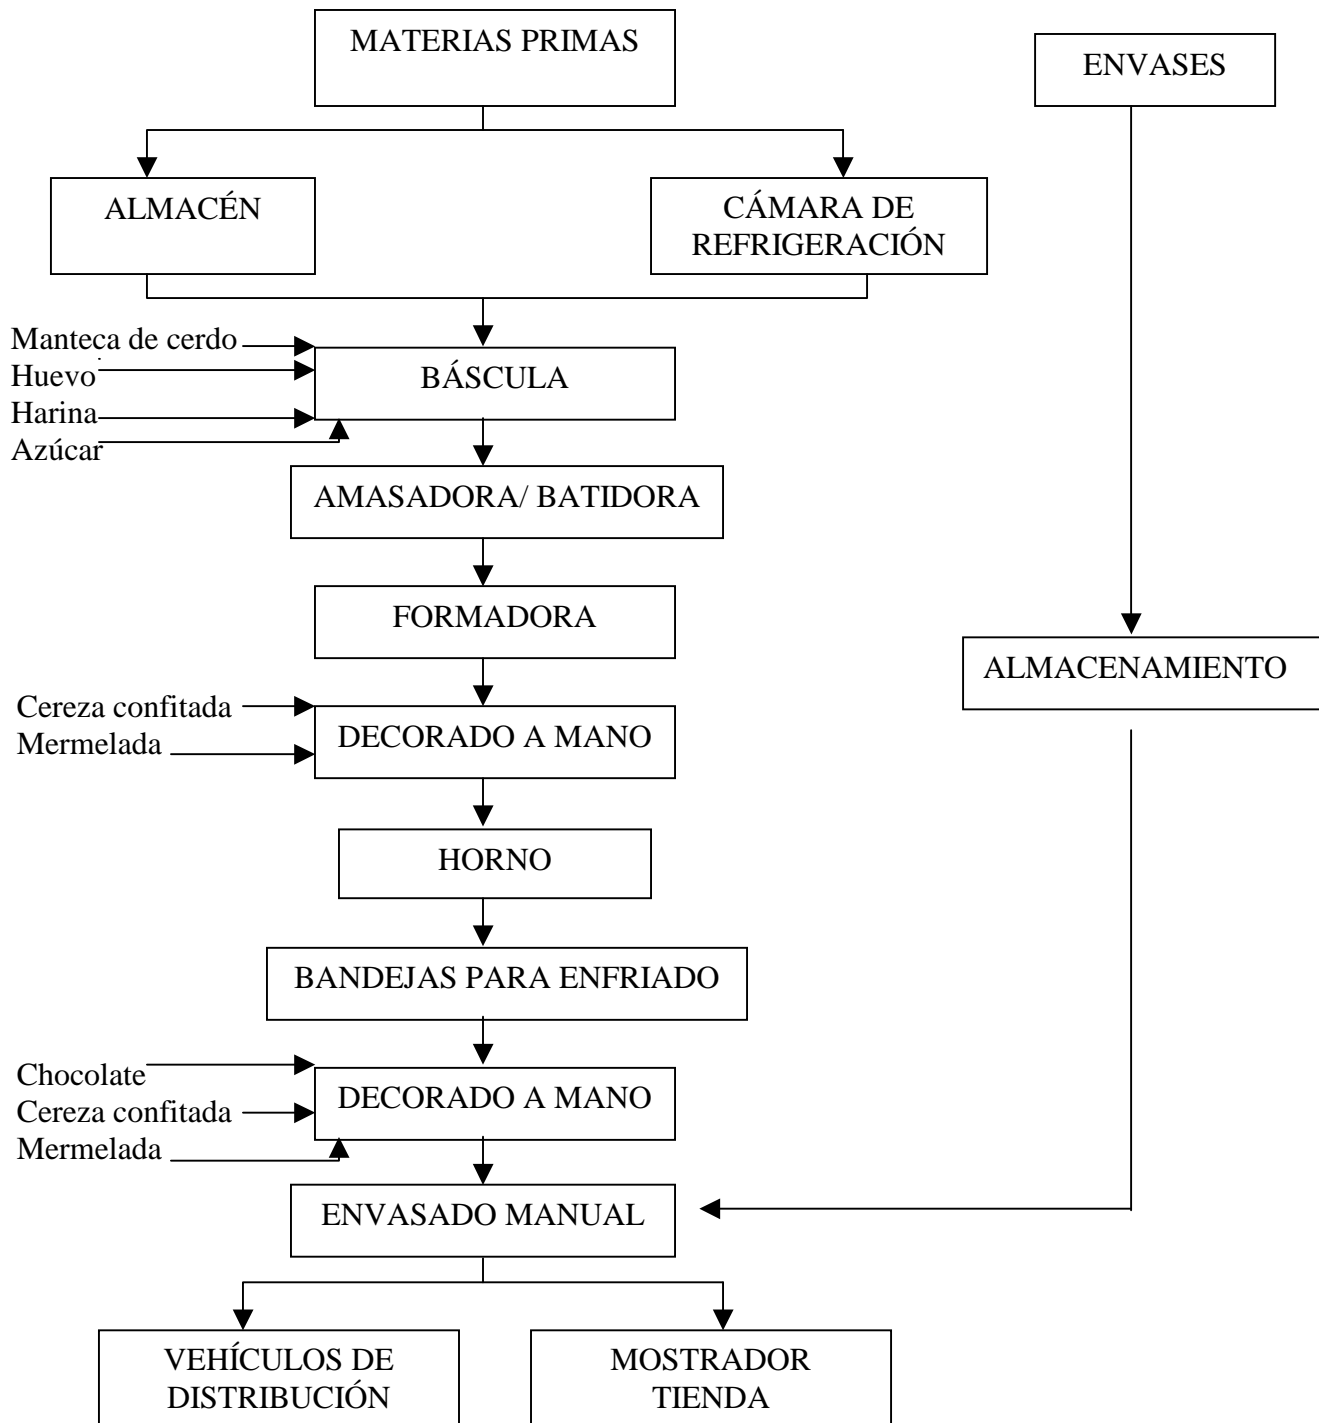 MATERIAS PRIMAS
ENVASES
ALMACÉN
CÁMARA DE
REFRIGERACIÓN
Manteca de cerdo
Huevo
Harina
Azúcar
BÁSCULA
AMASADORA/ BATIDORA
FORMADORA
ALMACENAMIENTO
Cereza confitada
Mermelada
DECORADO A MANO
HORNO
BANDEJAS PARA ENFRIADO
Chocolate
Cereza confitada
Mermelada
DECORADO A MANO
ENVASADO MANUAL
VEHÍCULOS DE
DISTRIBUCIÓN
MOSTRADOR
TIENDA